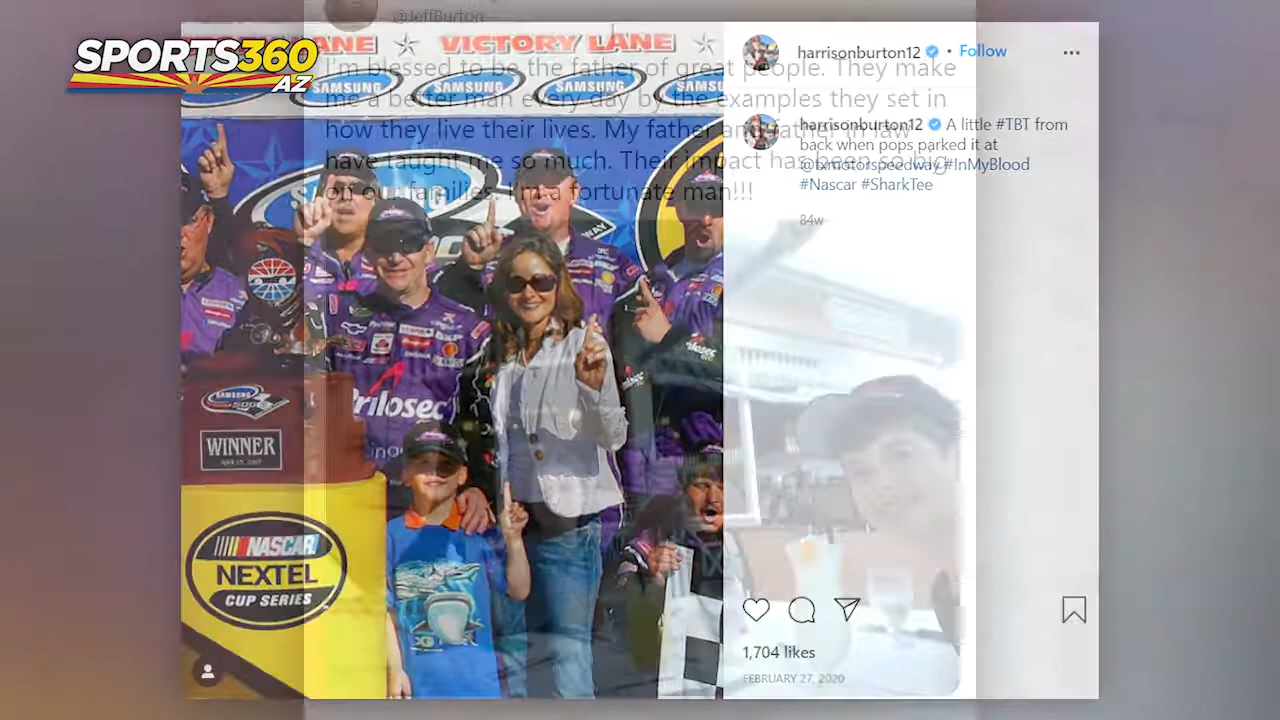 SPORTS360
AZ
@JeffBurton
LANE ☆ VICTORY LANE ☆
SAMSUNG SAMSUNG SAMSUNG SAMSU
I'm blessed to be the father of great people. They make
me a better man every day by the examples they set in
how they live their lives. My father and father in law
have taught me so much. Their impact has been so big
on our families. I'm a fortunate man!!!
harrisonburton12 • Follow
harrisonburton12 A little #TBT from
back when pops parked it at
@txmotorspeedway #InMyBlood
#Nascar #SharkTee
84w
WAY
Prilosec
SAMSUNG
500
WINNER
NASCAR
NEXTEL
CUP SERIES
1,704 likes
FEBRUARY 27, 2020